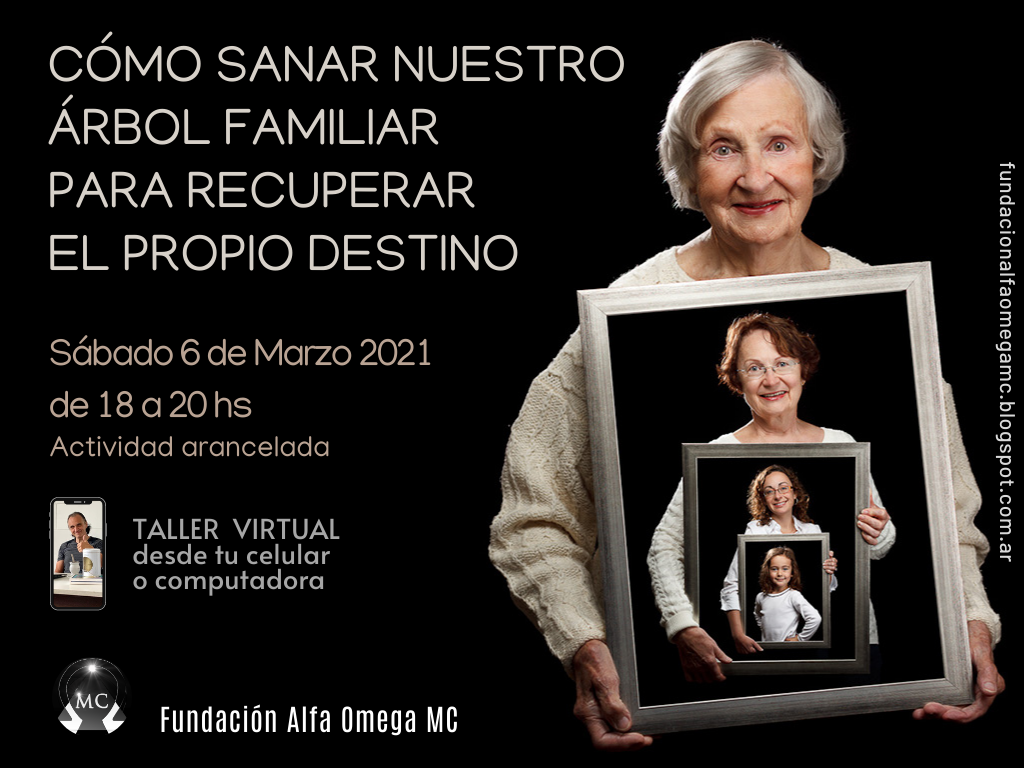 CÓMO SANAR NUESTRO
ÁRBOL FAMILIAR
PARA RECUPERAR
EL PROPIO DESTINO
Sábado 6 de Marzo 2021
de 18 a 20 hs
Actividad arancelada
TALLER VIRTUAL
desde tu celular
o computadora
MC
Fundación Alfa Omega MC
fundacionalfaomegamc.blogspot.com.ar